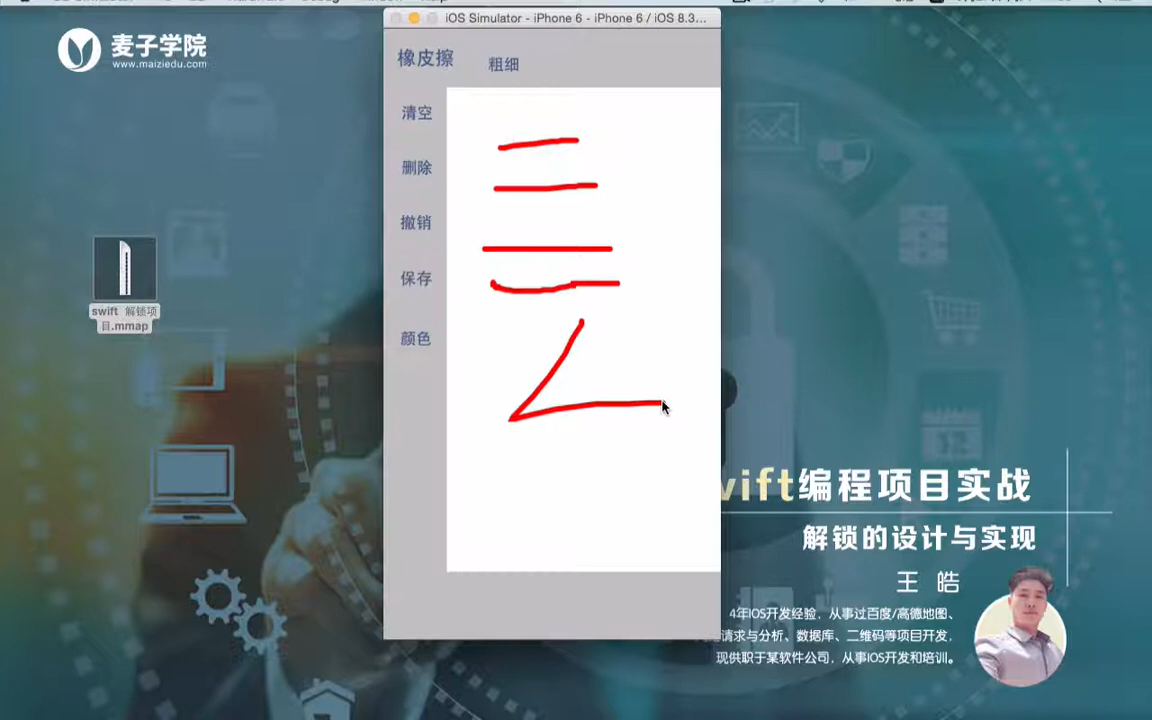 iOS Simulator - iPhone 6 - iPhone 6 / iOS 8.3...
麦子学院
www.maiziedu.com
橡皮擦
粗细
清空
删除
撤销
保存
颜色
swift 解锁项
目.mmap
vift编程项目实战
解锁的设计与实现
王 皓
4年IOS开发经验，从事过百度/高德地图、
请求与分析、数据库、二维码等项目开发，
现供职于某软件公司，从事IOS开发和培训。